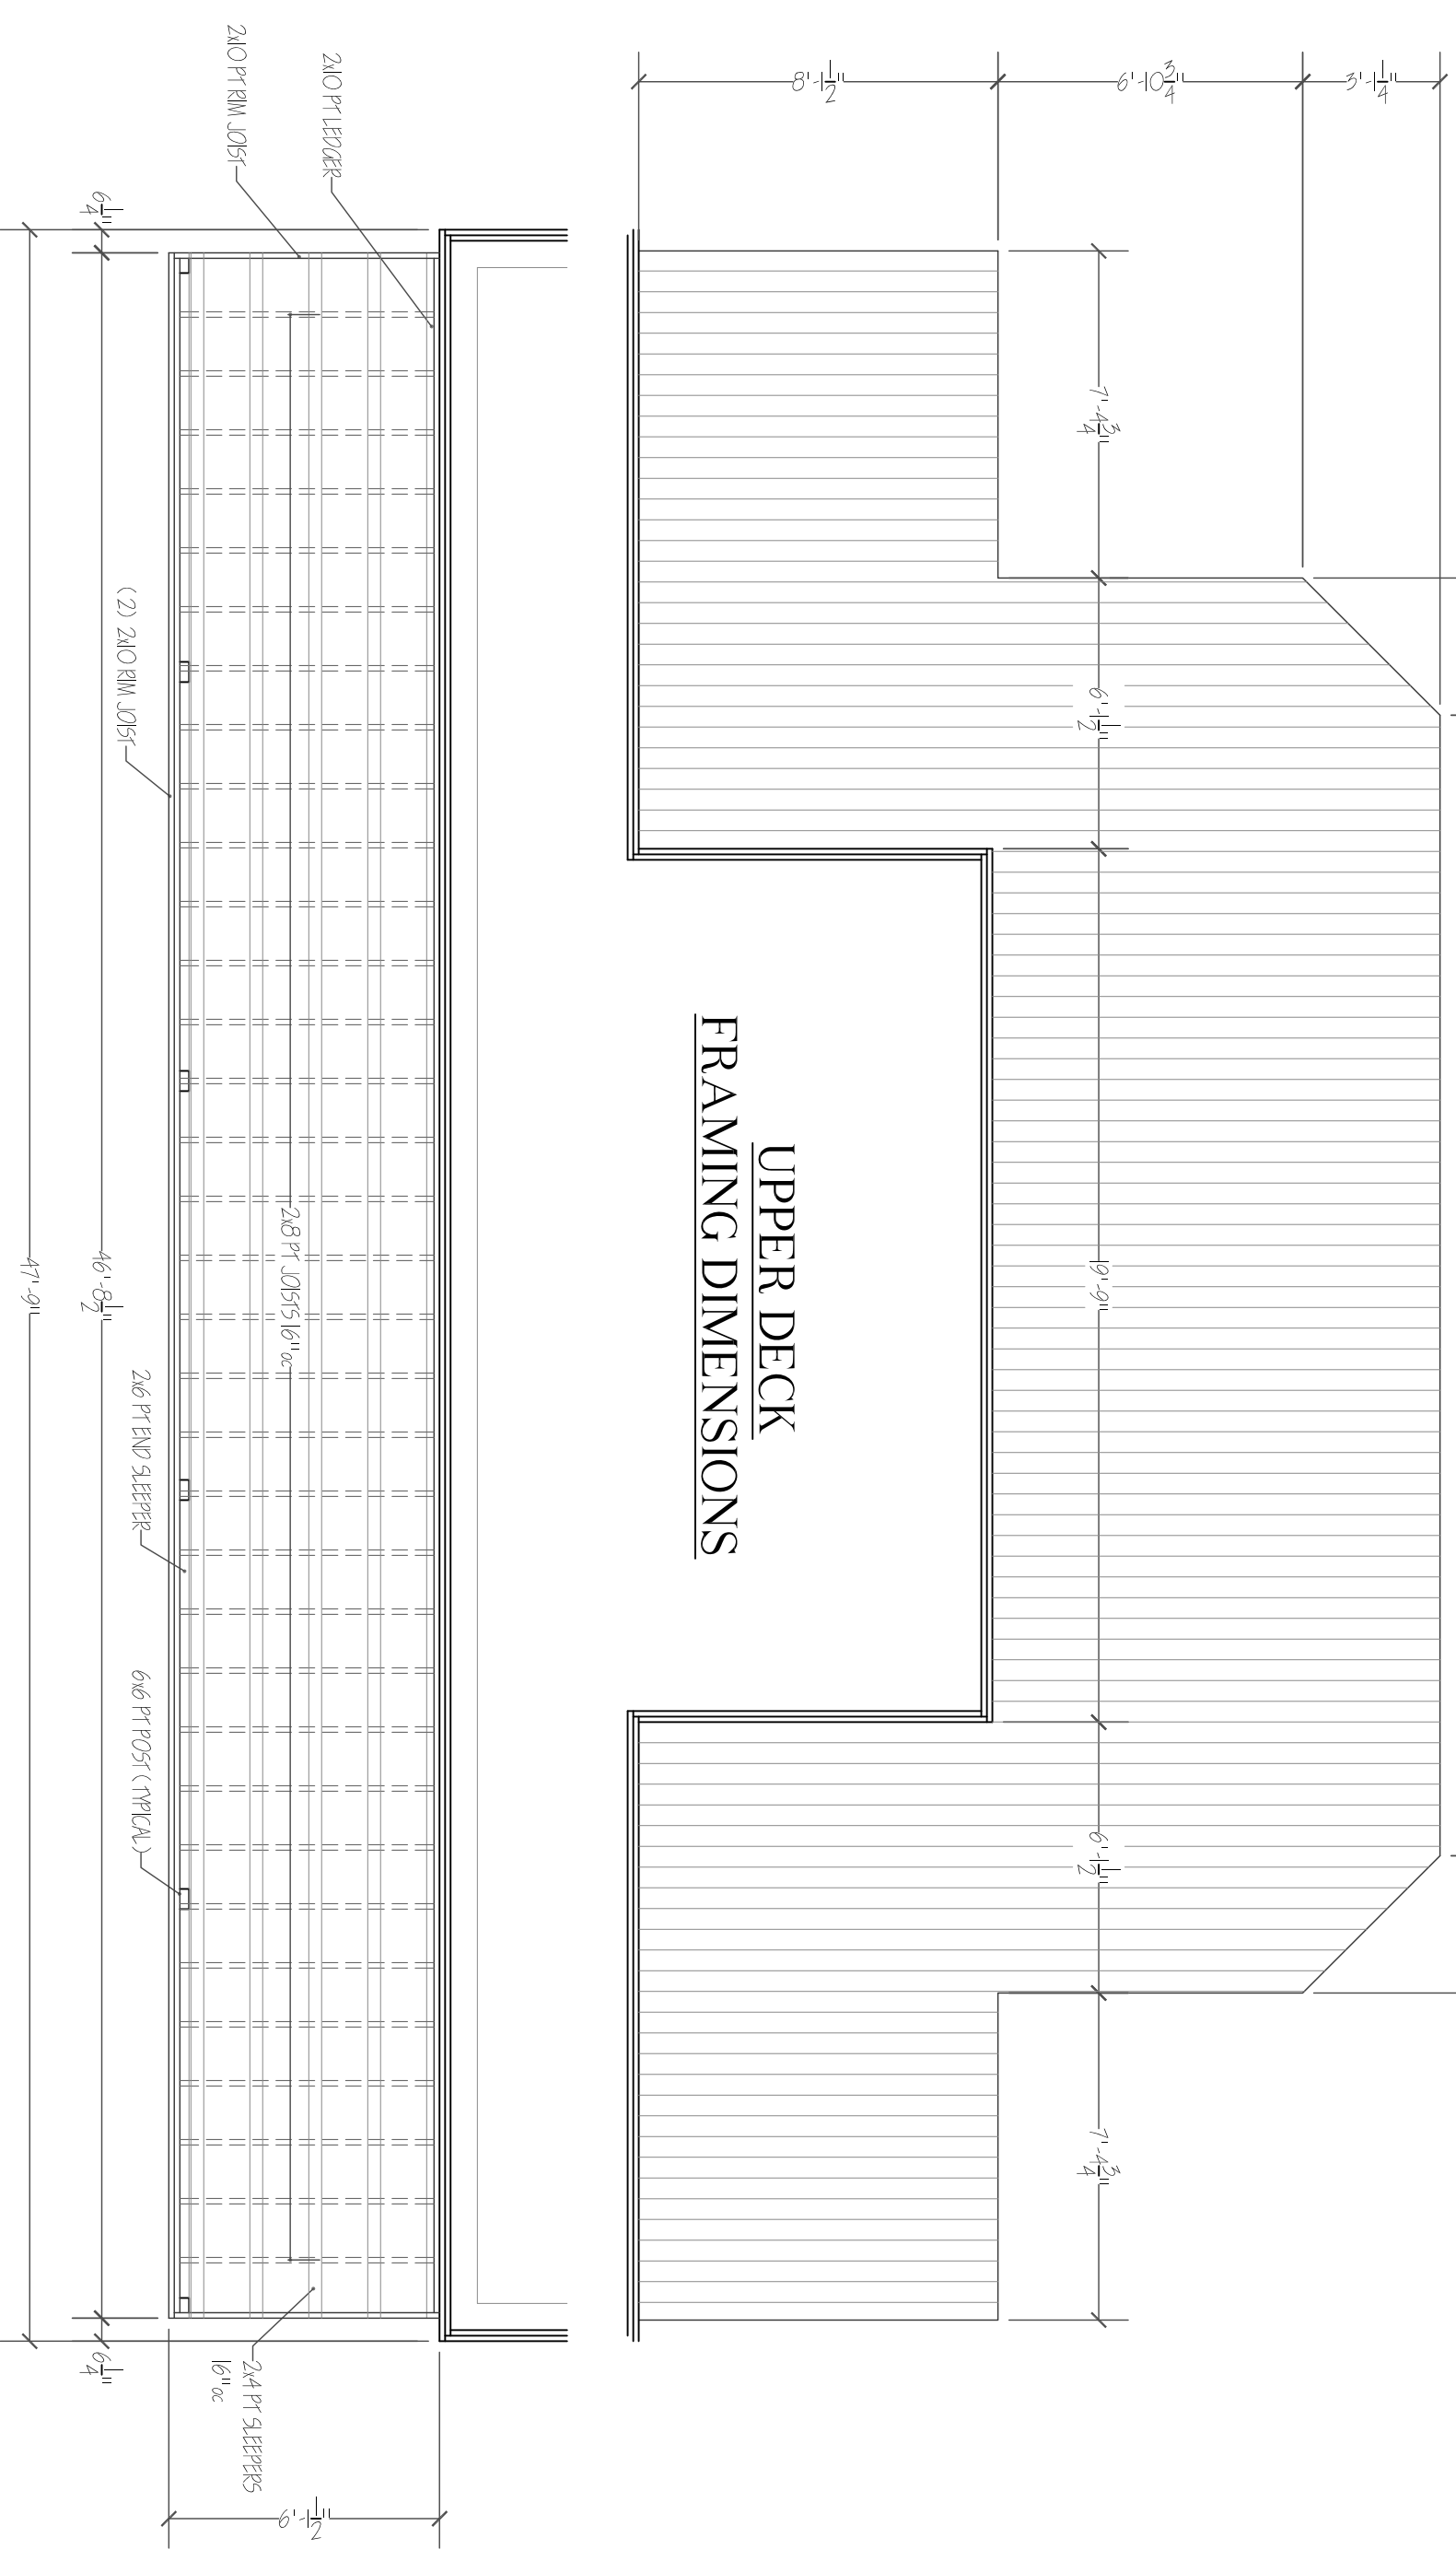 8'-1 1/2"
6'-10 3/4"
3'-1 1/4"
7'-4 3/4"
6'-1 1/2"
19'-9"
6'-1 1/2"
7'-4 3/4"
UPPER DECK
FRAMING DIMENSIONS
2x10 PT LEDGER
2x10 PT RIM JOIST
2x8 PT JOISTS 16" oc
2x4 PT SLEEPERS
16" oc
6'-1 1/2"
(2) 2x10 RIM JOIST
2x6 PT END SLEEPER
6x6 PT POST (TYPICAL)
6 1/4"
46'-8 1/2"
6 1/4"
47'-9"